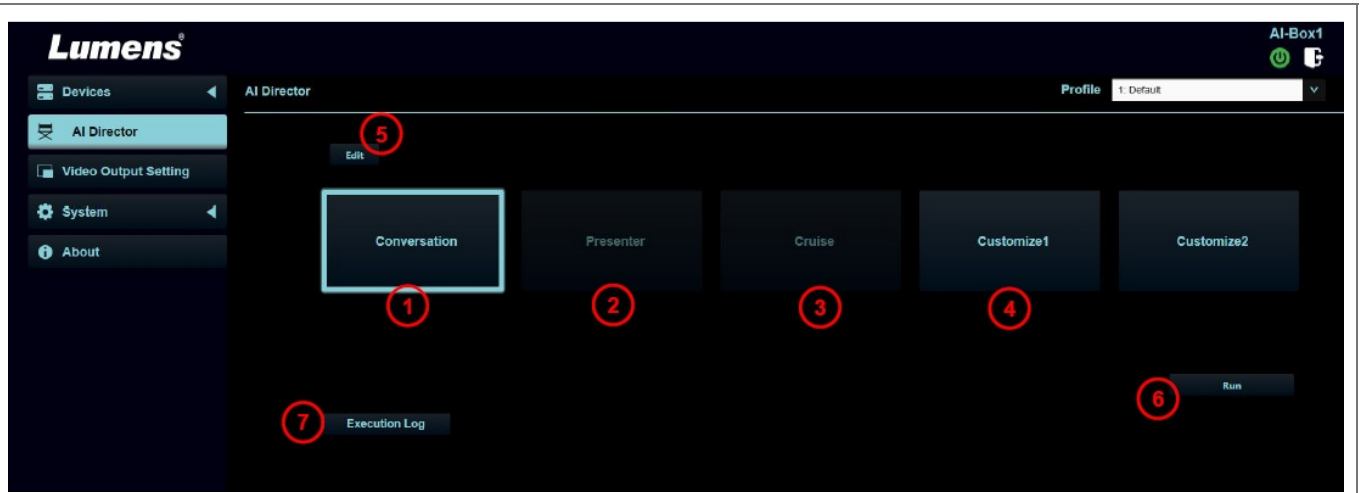 Lumens®
AI-Box1
Devices
AI Director
Profile
1: Default
AI Director
5
Edit
Video Output Setting
System
About
Conversation
Presenter
Cruise
Customize1
Customize2
1
2
3
4
Run
6
7
Execution Log